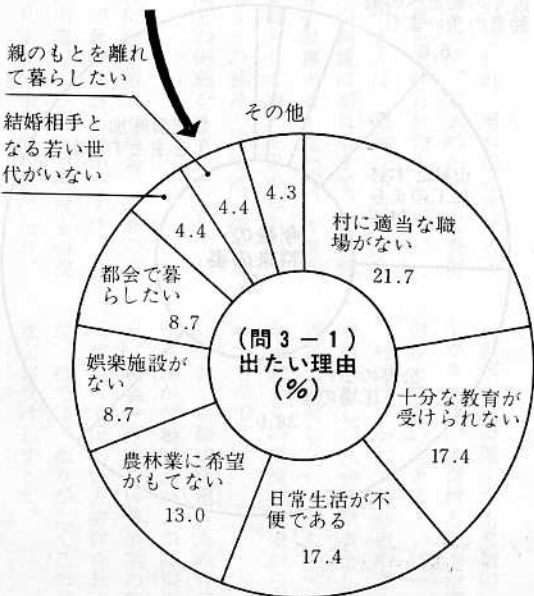 親のもとを離れ
て暮らしたい
結婚相手と
なる若い世
代がいない
その他
4.3
4.4
4.4
村に適当な職
場がない
21.7
十分な教育が
受けられない
17.4
日常生活が不
便である
17.4
農林業に希望
がもてない
13.0
娯楽施設が
ない
8.7
都会で暮
らしたい
8.7
(問3-1)
出たい理由
(%)